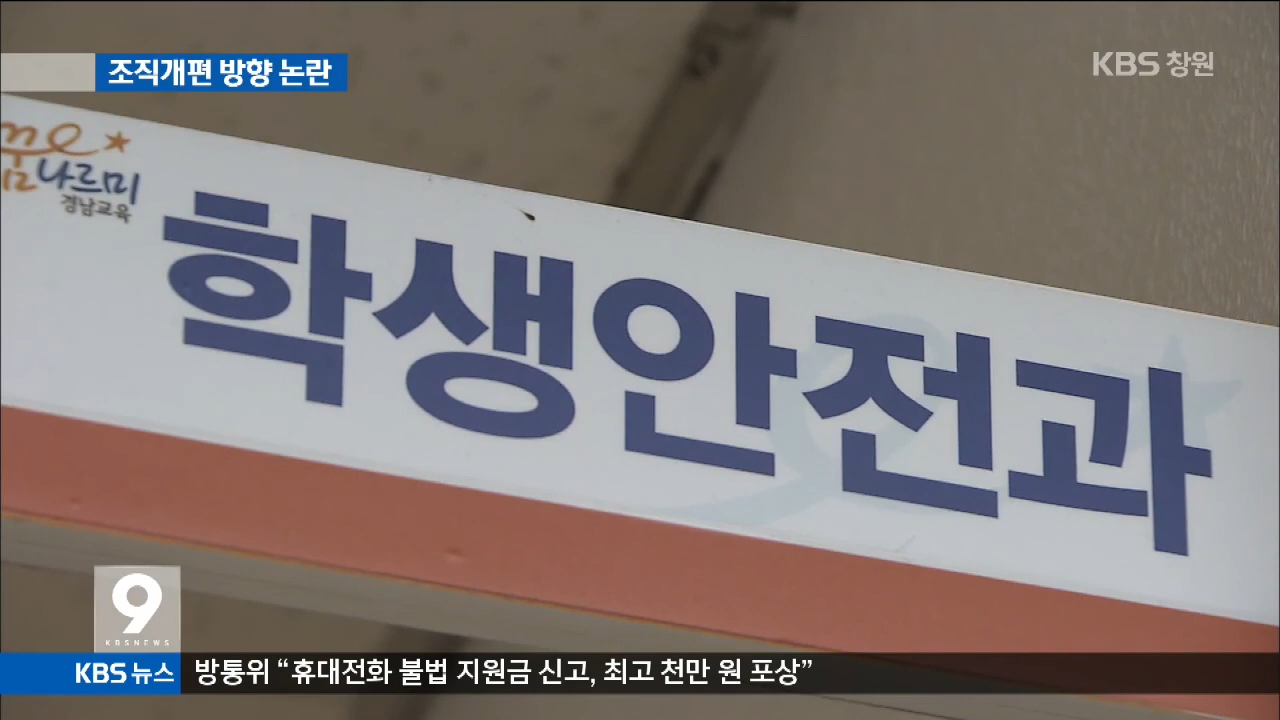 조직개편 방향 논란
KBS 창원
꿈나르미
경남교육
학생안전과
9
KBSNEWS
KBS 뉴스
방통위 “휴대전화 불법 지원금 신고, 최고 천만 원 포상”